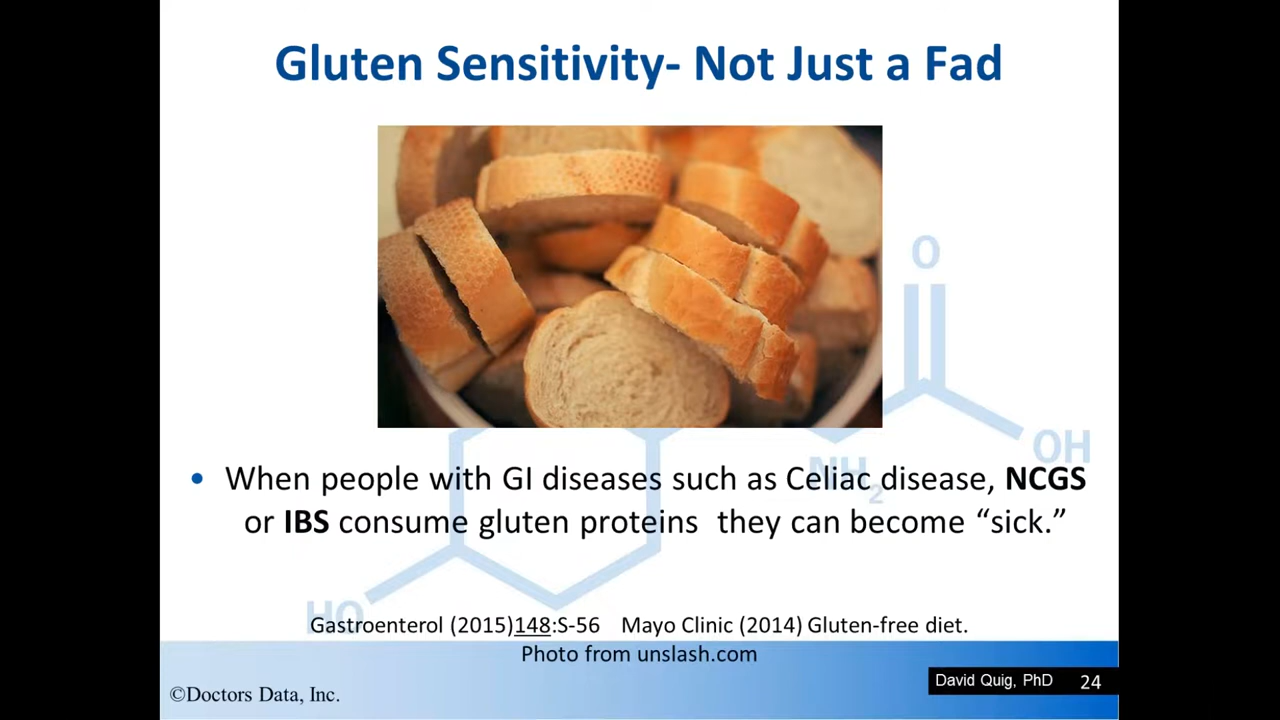 Gluten Sensitivity- Not Just a Fad
O
OH
NH
2
• When people with GI diseases such as Celiac disease, NCGS
or IBS consume gluten proteins they can become “sick.”
HO
Gastroenterol (2015)148:S-56 Mayo Clinic (2014) Gluten-free diet.
Photo from unslash.com
©Doctors Data, Inc.
David Quig, PhD 24